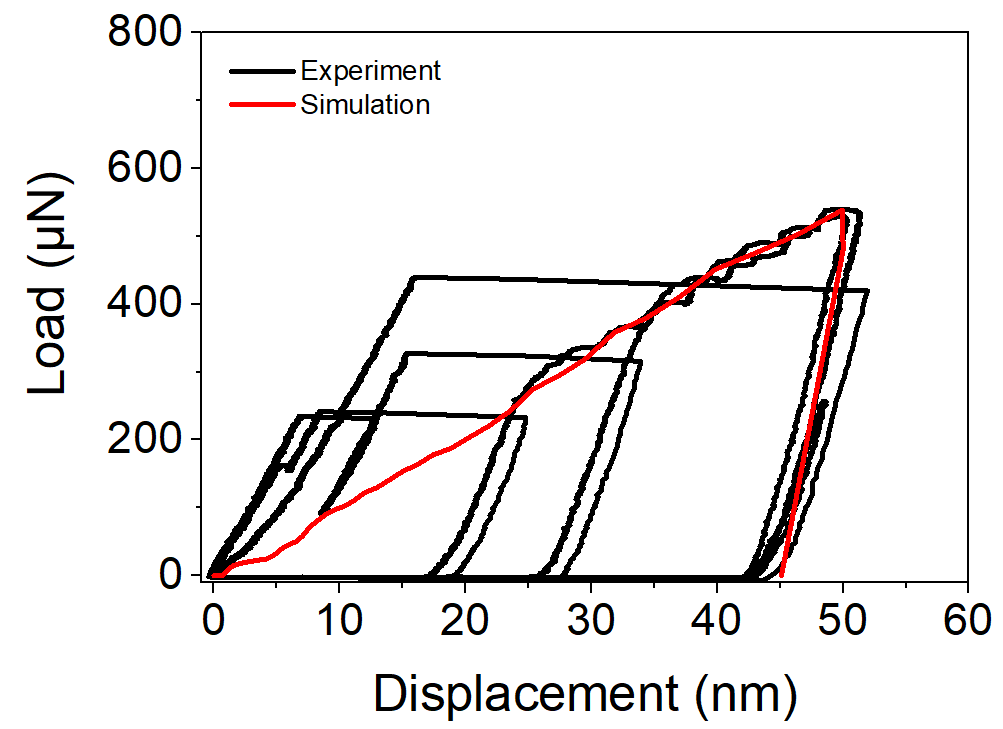 800
600
400
200
0
Load (μN)
Experiment
Simulation
0 10 20 30 40 50 60
Displacement (nm)